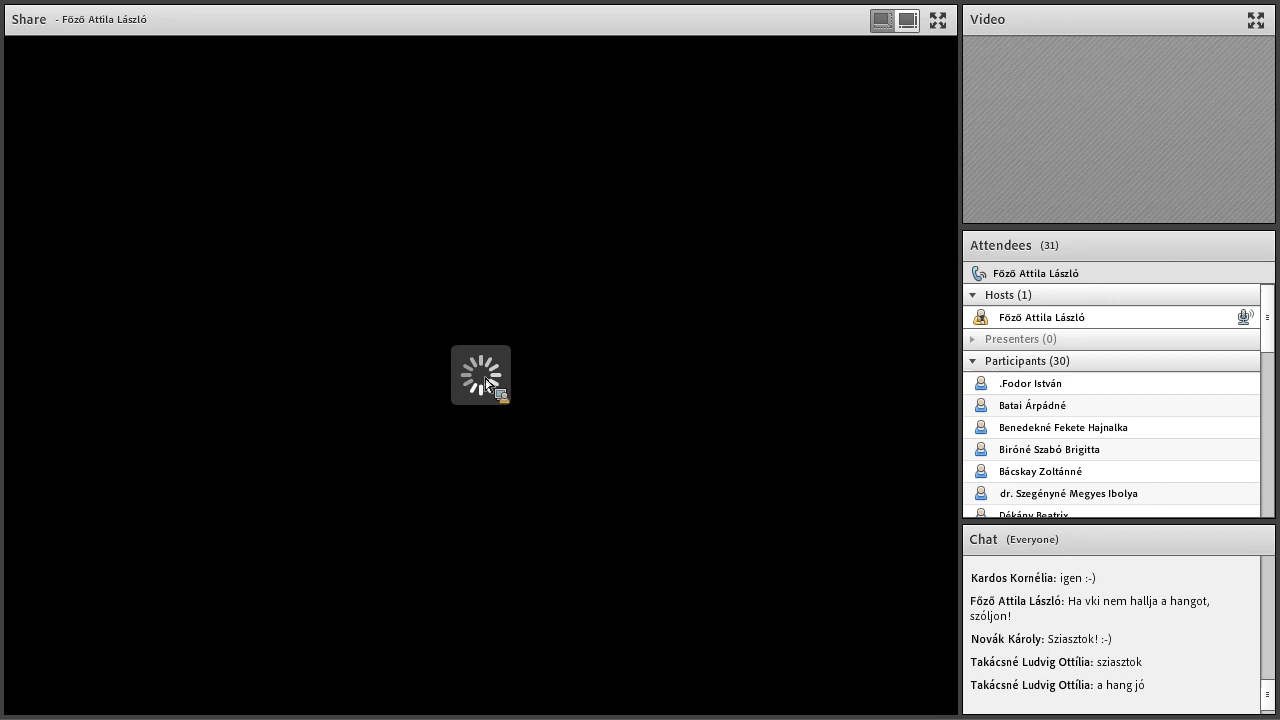 Share - Főző Attila László
Video
Attendees (31)
Főző Attila László
Hosts (1)
Főző Attila László
Presenters (0)
Participants (30)
.Fodor István
Batai Árpádné
Benedekné Fekete Hajnalka
Biróné Szabó Brigitta
Bácskay Zoltánné
dr. Szegényné Megyes Ibolya
Dékány Beatrix
Chat (Everyone)
Kardos Kornélia: igen :-)
Főző Attila László: Ha vki nem hallja a hangot,
szóljon!
Novák Károly: Sziasztok! :-)
Takácsné Ludvig Ottília: sziasztok
Takácsné Ludvig Ottília: a hang jó